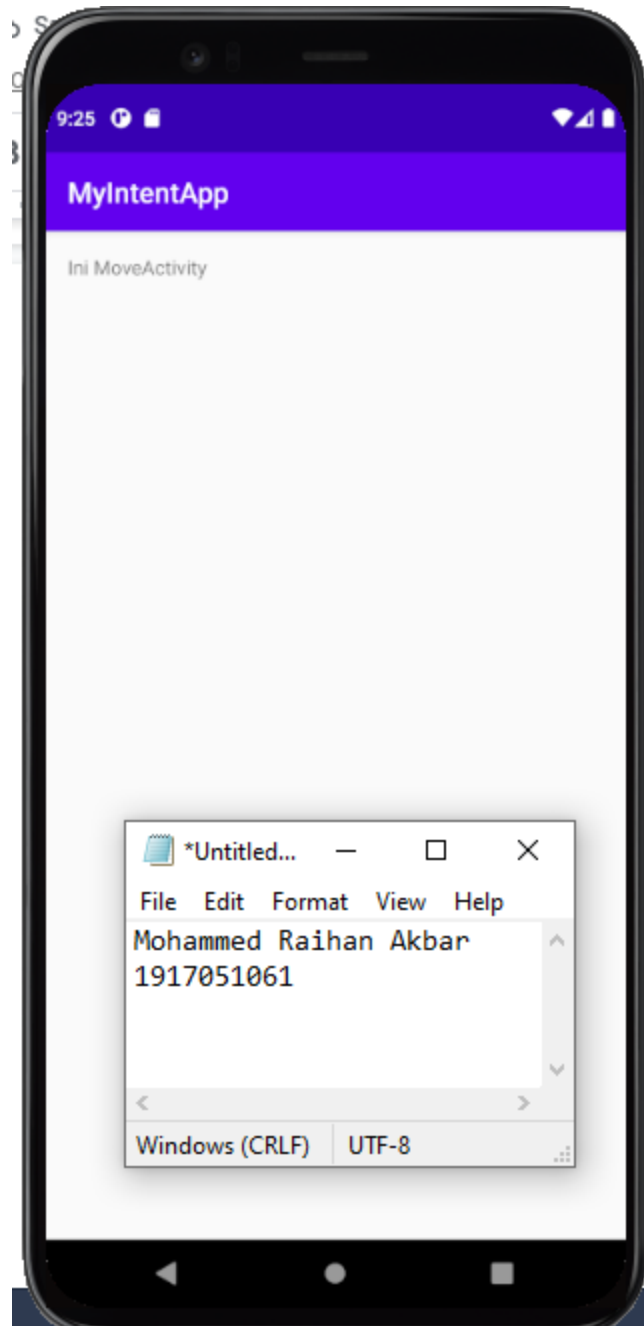 9:25
MyIntentApp
Ini MoveActivity
*Untitled...
File Edit Format View Help
Mohammed Raihan Akbar
1917051061
Windows (CRLF) UTF-8